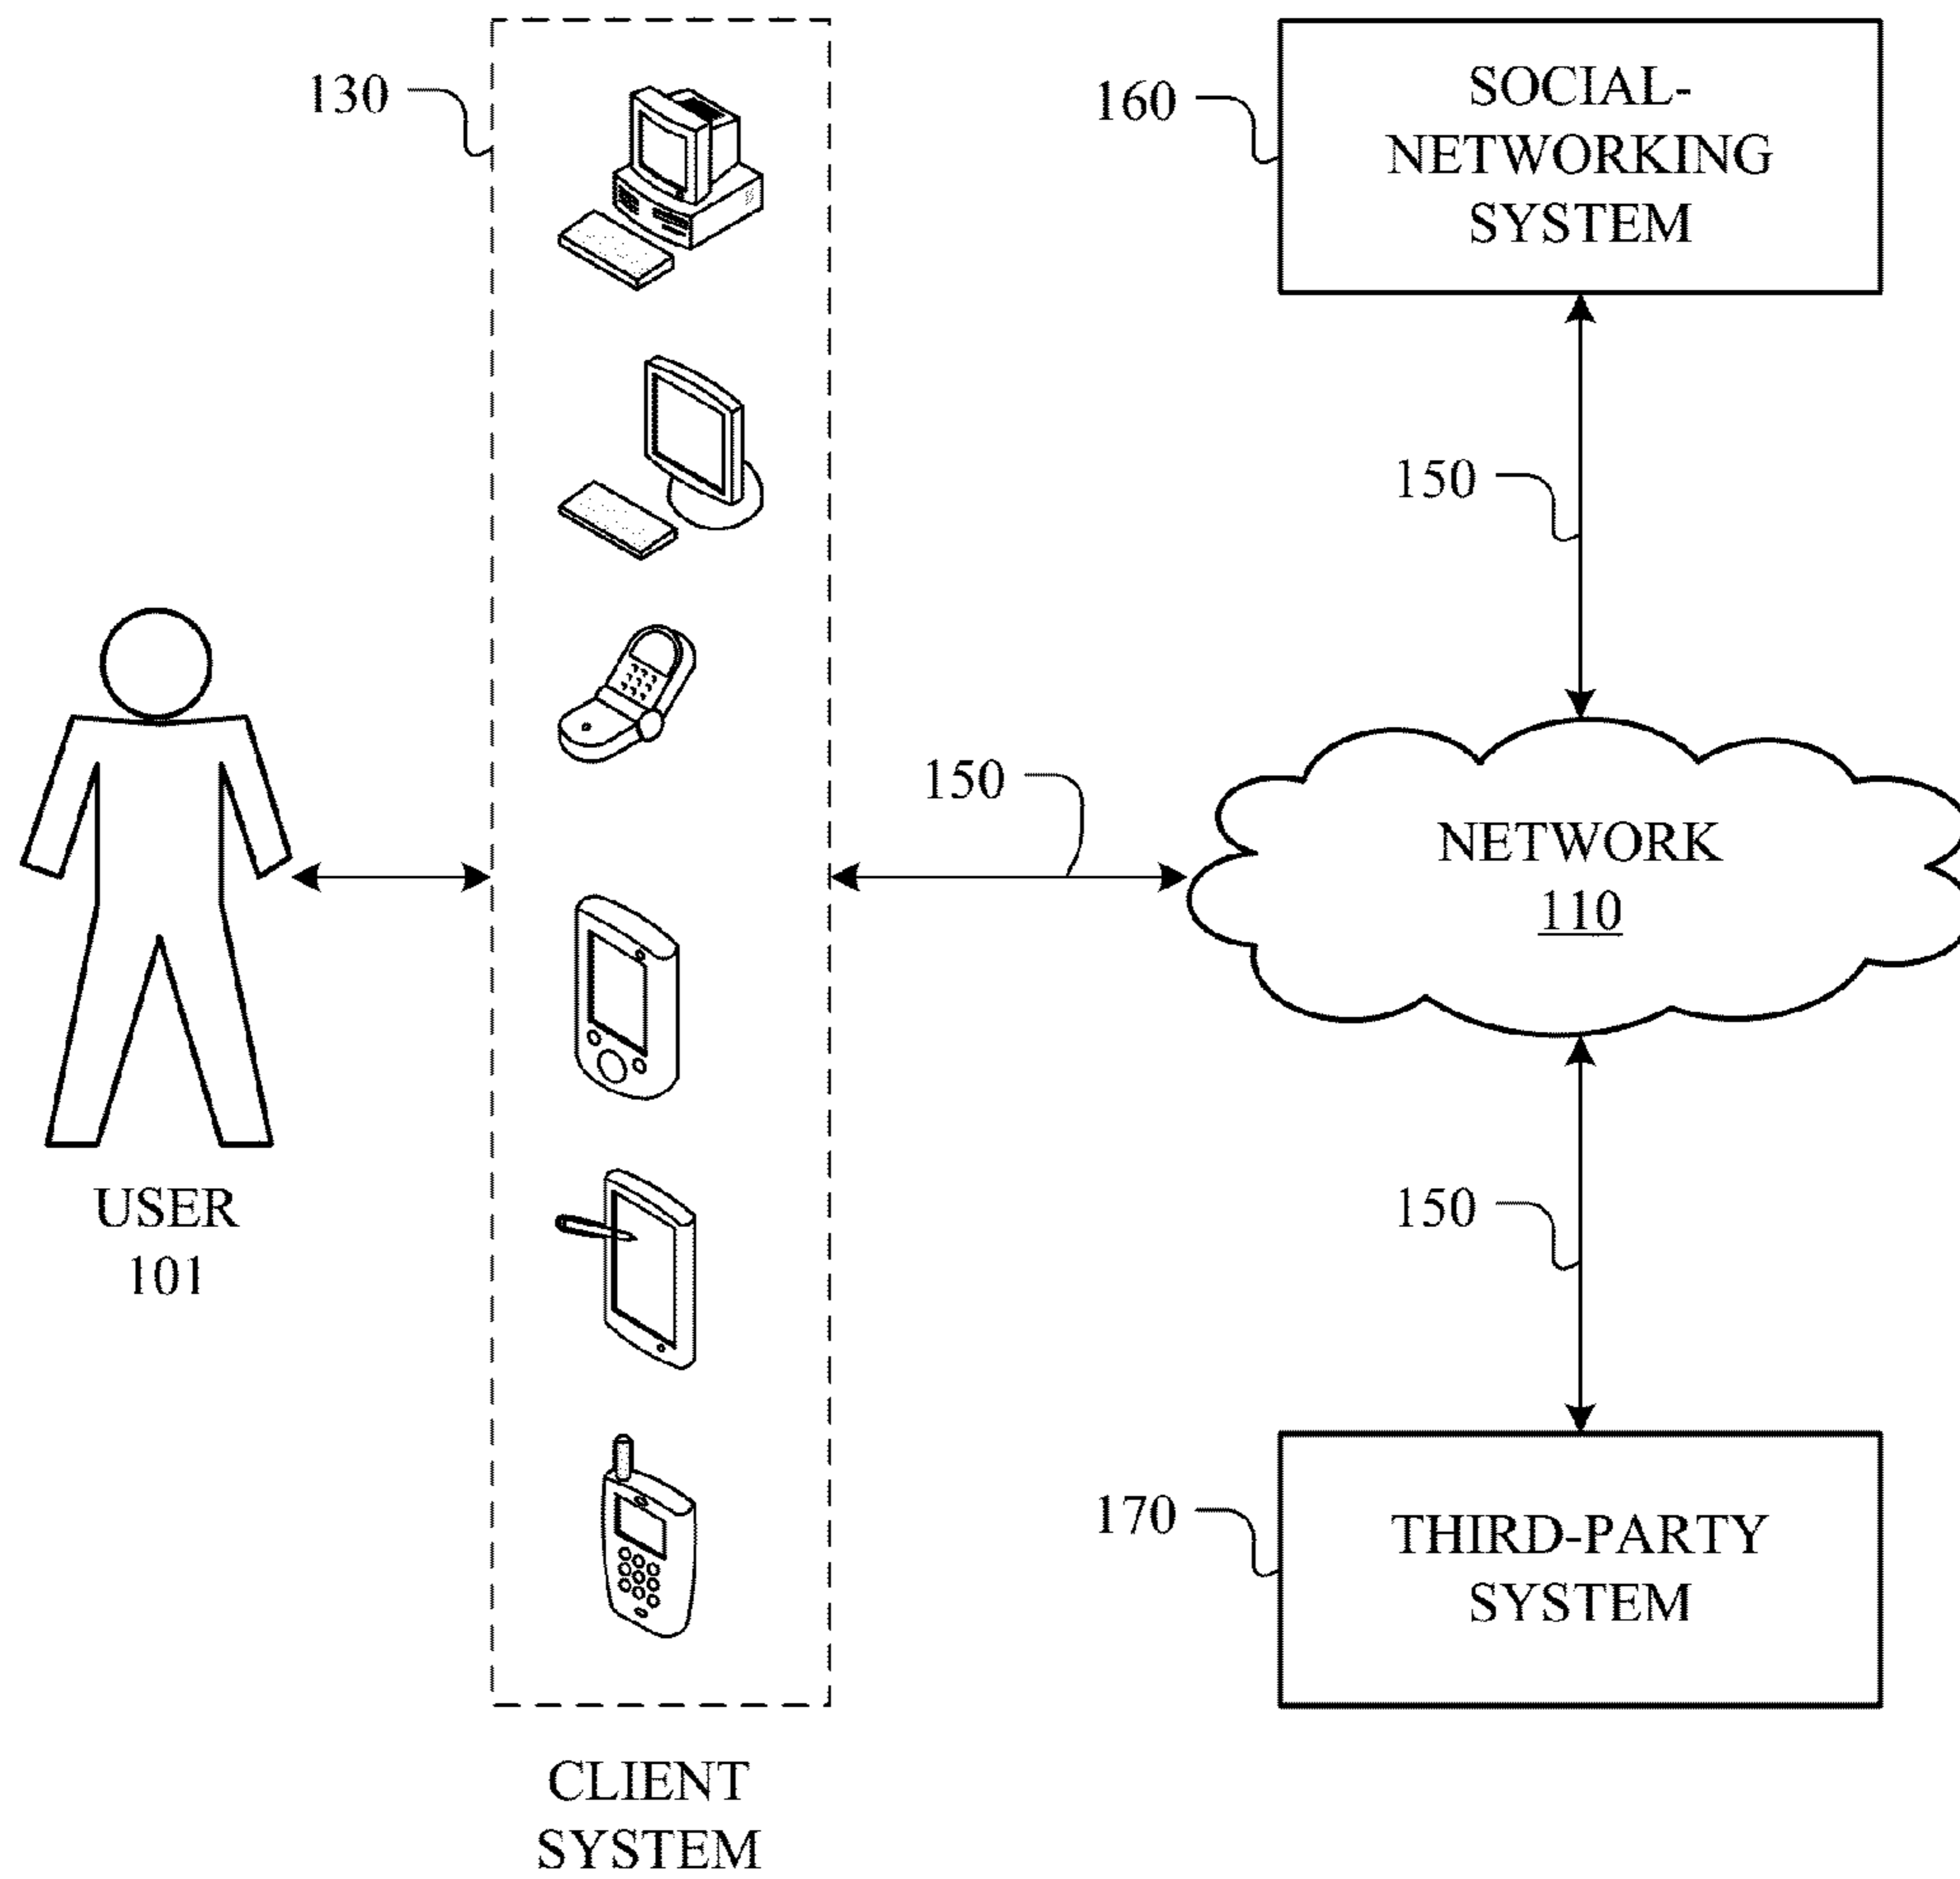 130
160
SOCIAL-
NETWORKING
SYSTEM
150
150
NETWORK
110
USER
101
150
170
THIRD-PARTY
SYSTEM
CLIENT
SYSTEM